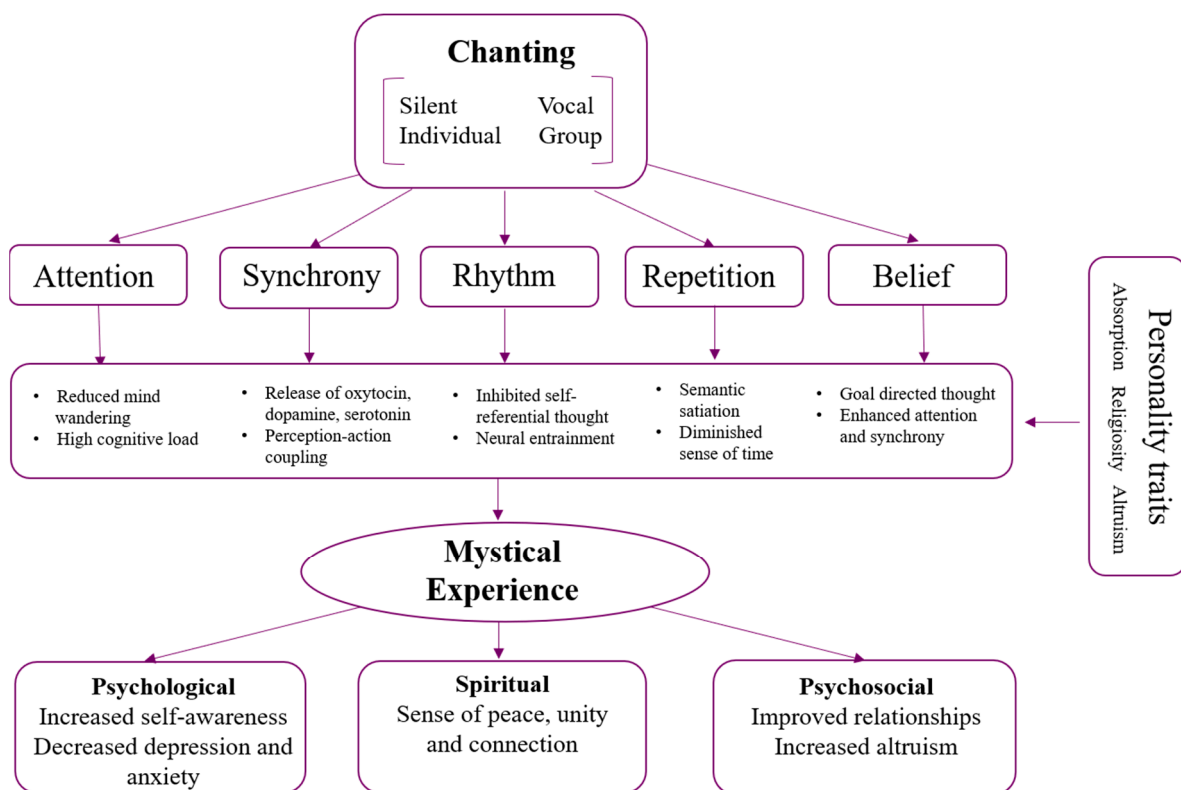 Chanting
Silent Vocal
Individual Group
Attention
Synchrony
Rhythm
Repetition
Belief
Personality traits
Absorption Religiosity Altruism
• Reduced mind
wandering
• High cognitive load
• Release of oxytocin,
dopamine, serotonin
• Perception-action
coupling
• Inhibited self-
referential thought
• Neural entrainment
• Semantic
satiation
• Diminished
sense of time
• Goal directed thought
• Enhanced attention
and synchrony
Mystical
Experience
Psychological
Increased self-awareness
Decreased depression and
anxiety
Spiritual
Sense of peace, unity
and connection
Psychosocial
Improved relationships
Increased altruism